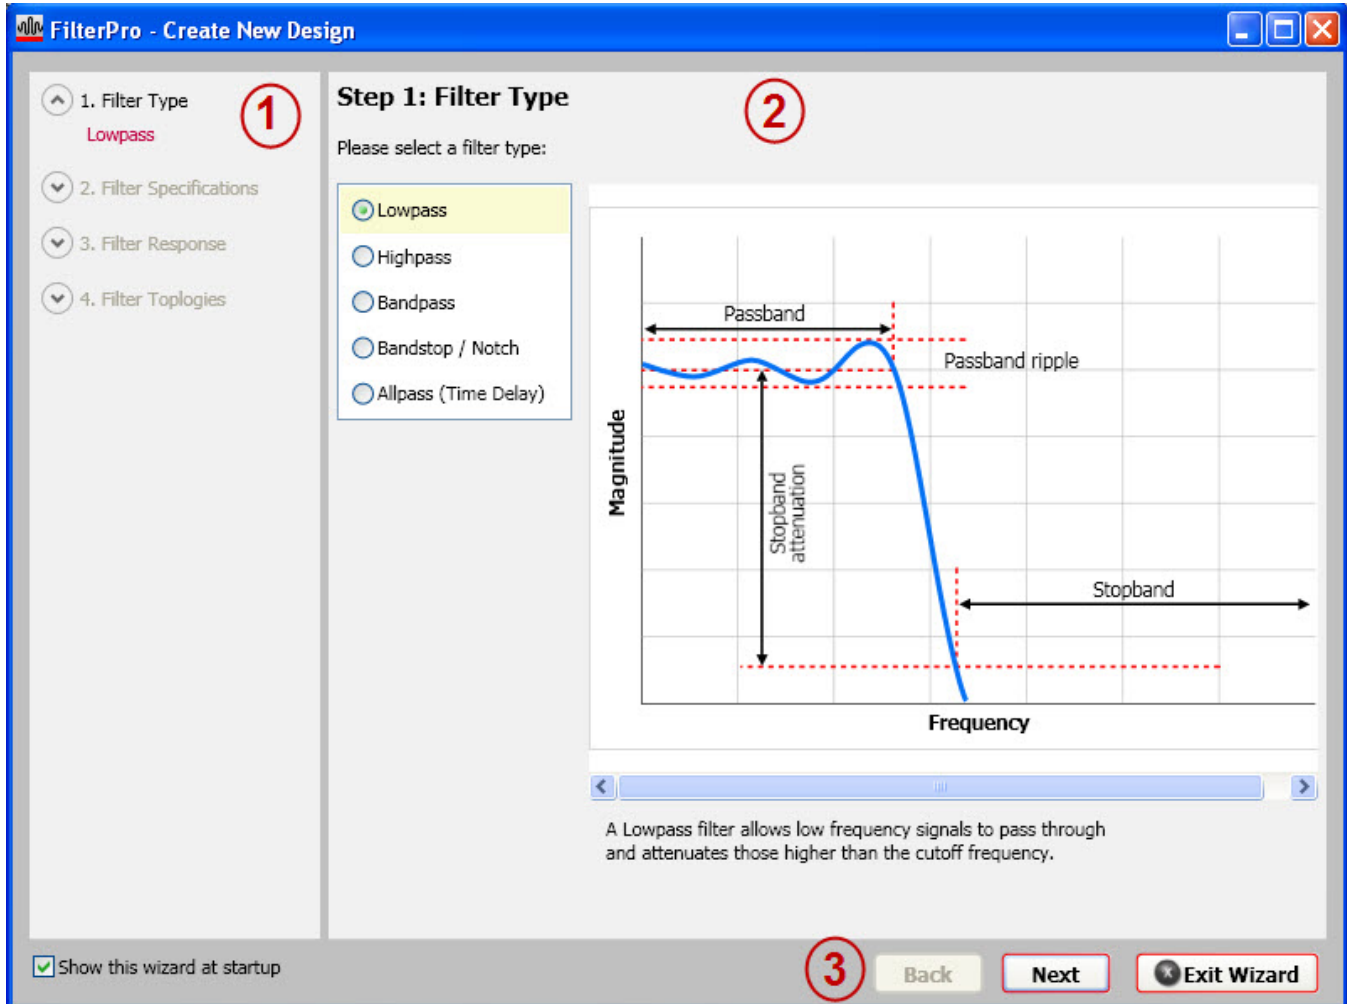 FilterPro - Create New Design
1. Filter Type
Lowpass
2. Filter Specifications
3. Filter Response
4. Filter Toplogies
1
Step 1: Filter Type
2
Please select a filter type:
Lowpass
Highpass
Bandpass
Bandstop / Notch
Allpass (Time Delay)
Passband
Passband ripple
Magnitude
Stopband
attenuation
Stopband
Frequency
A Lowpass filter allows low frequency signals to pass through
and attenuates those higher than the cutoff frequency.
Show this wizard at startup
3
Back
Next
Exit Wizard